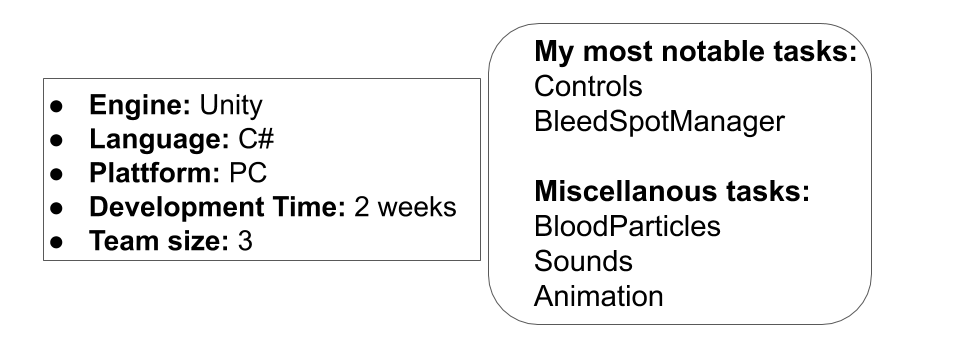 ● Engine: Unity
● Language: C#
● Plattform: PC
● Development Time: 2 weeks
● Team size: 3
My most notable tasks:
Controls
BleedSpotManager
Miscellanous tasks:
BloodParticles
Sounds
Animation